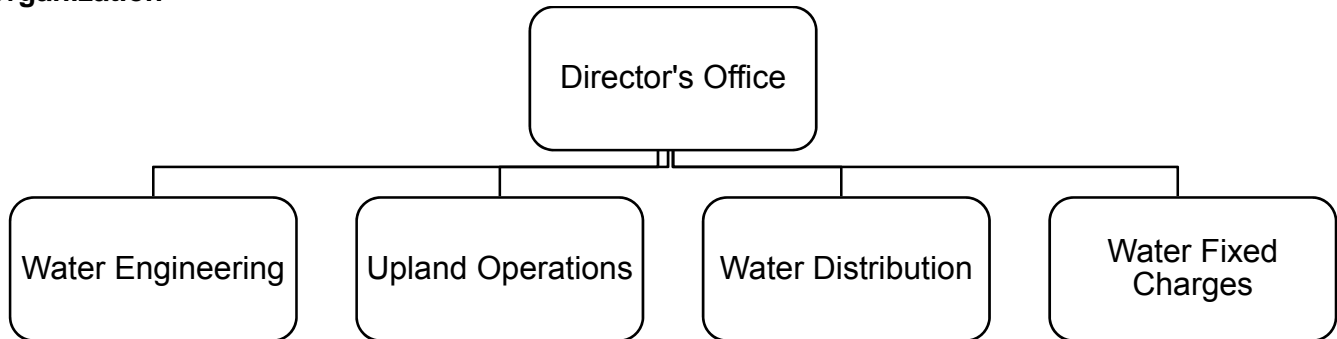 Director's Office
Water Engineering
Upland Operations
Water Distribution
Water Fixed
Charges